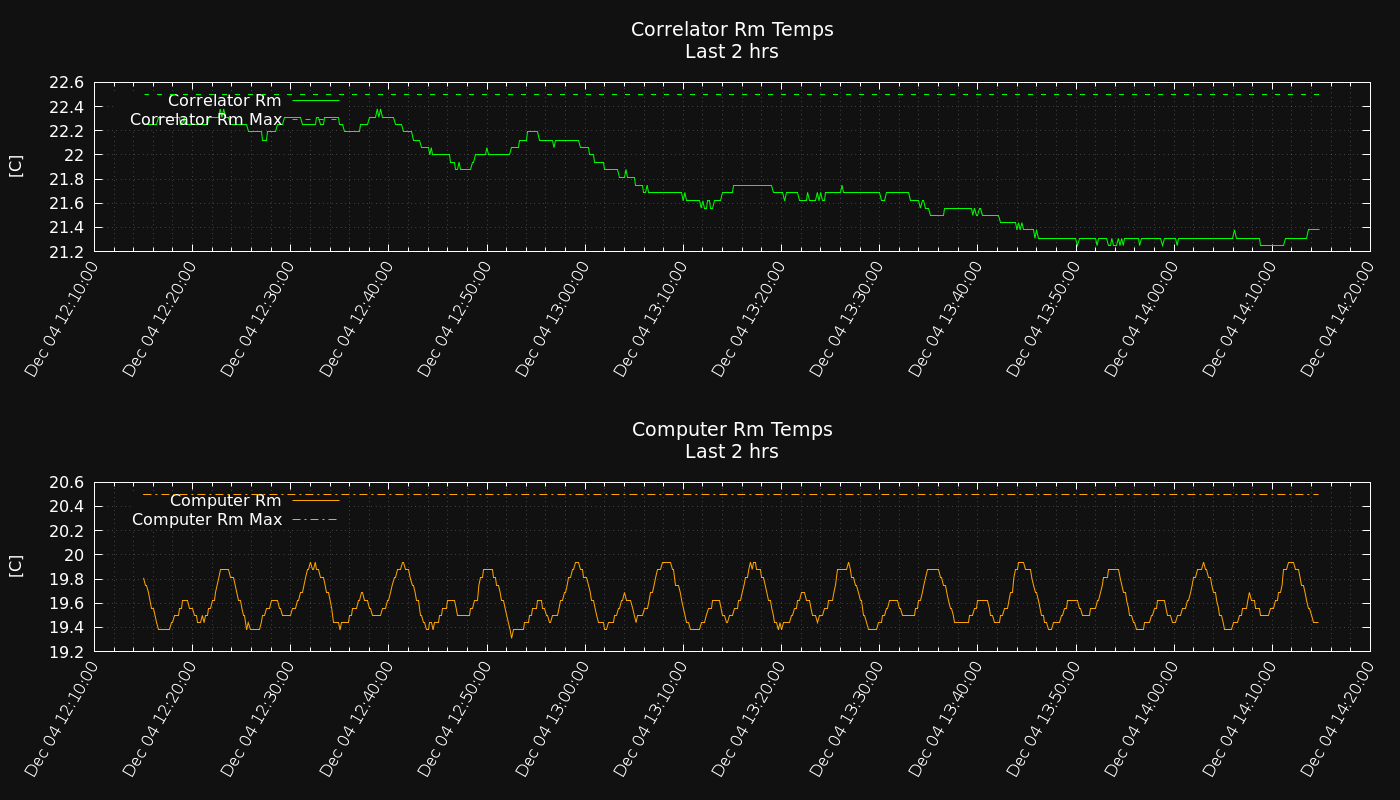 Correlator Rm Temps
Last 2 hrs
22.6
22.4
22.2
22
21.8
21.6
21.4
21.2
[C]
Correlator Rm
Correlator Rm Max
Dec 04 12:10:00
Dec 04 12:20:00
Dec 04 12:30:00
Dec 04 12:40:00
Dec 04 12:50:00
Dec 04 13:00:00
Dec 04 13:10:00
Dec 04 13:20:00
Dec 04 13:30:00
Dec 04 13:40:00
Dec 04 13:50:00
Dec 04 14:00:00
Dec 04 14:10:00
Dec 04 14:20:00
Computer Rm Temps
Last 2 hrs
20.6
20.4
20.2
20
19.8
19.6
19.4
19.2
[C]
Computer Rm
Computer Rm Max
Dec 04 12:10:00
Dec 04 12:20:00
Dec 04 12:30:00
Dec 04 12:40:00
Dec 04 12:50:00
Dec 04 13:00:00
Dec 04 13:10:00
Dec 04 13:20:00
Dec 04 13:30:00
Dec 04 13:40:00
Dec 04 13:50:00
Dec 04 14:00:00
Dec 04 14:10:00
Dec 04 14:20:00